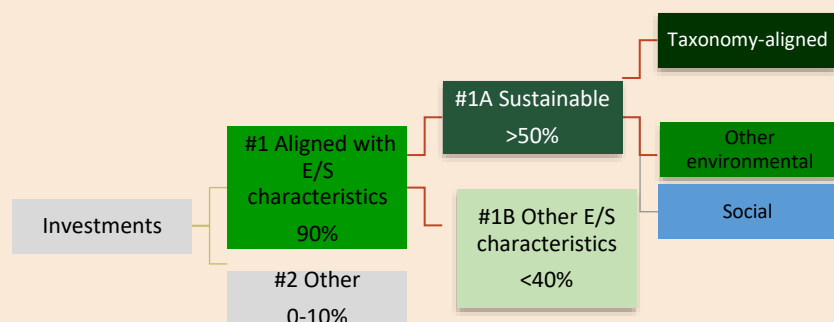 Taxonomy-aligned
#1A Sustainable
>50%
#1 Aligned with
E/S
characteristics
90%
Other
environmental
Investments
#1B Other E/S
characteristics
<40%
Social
#2 Other
0-10%